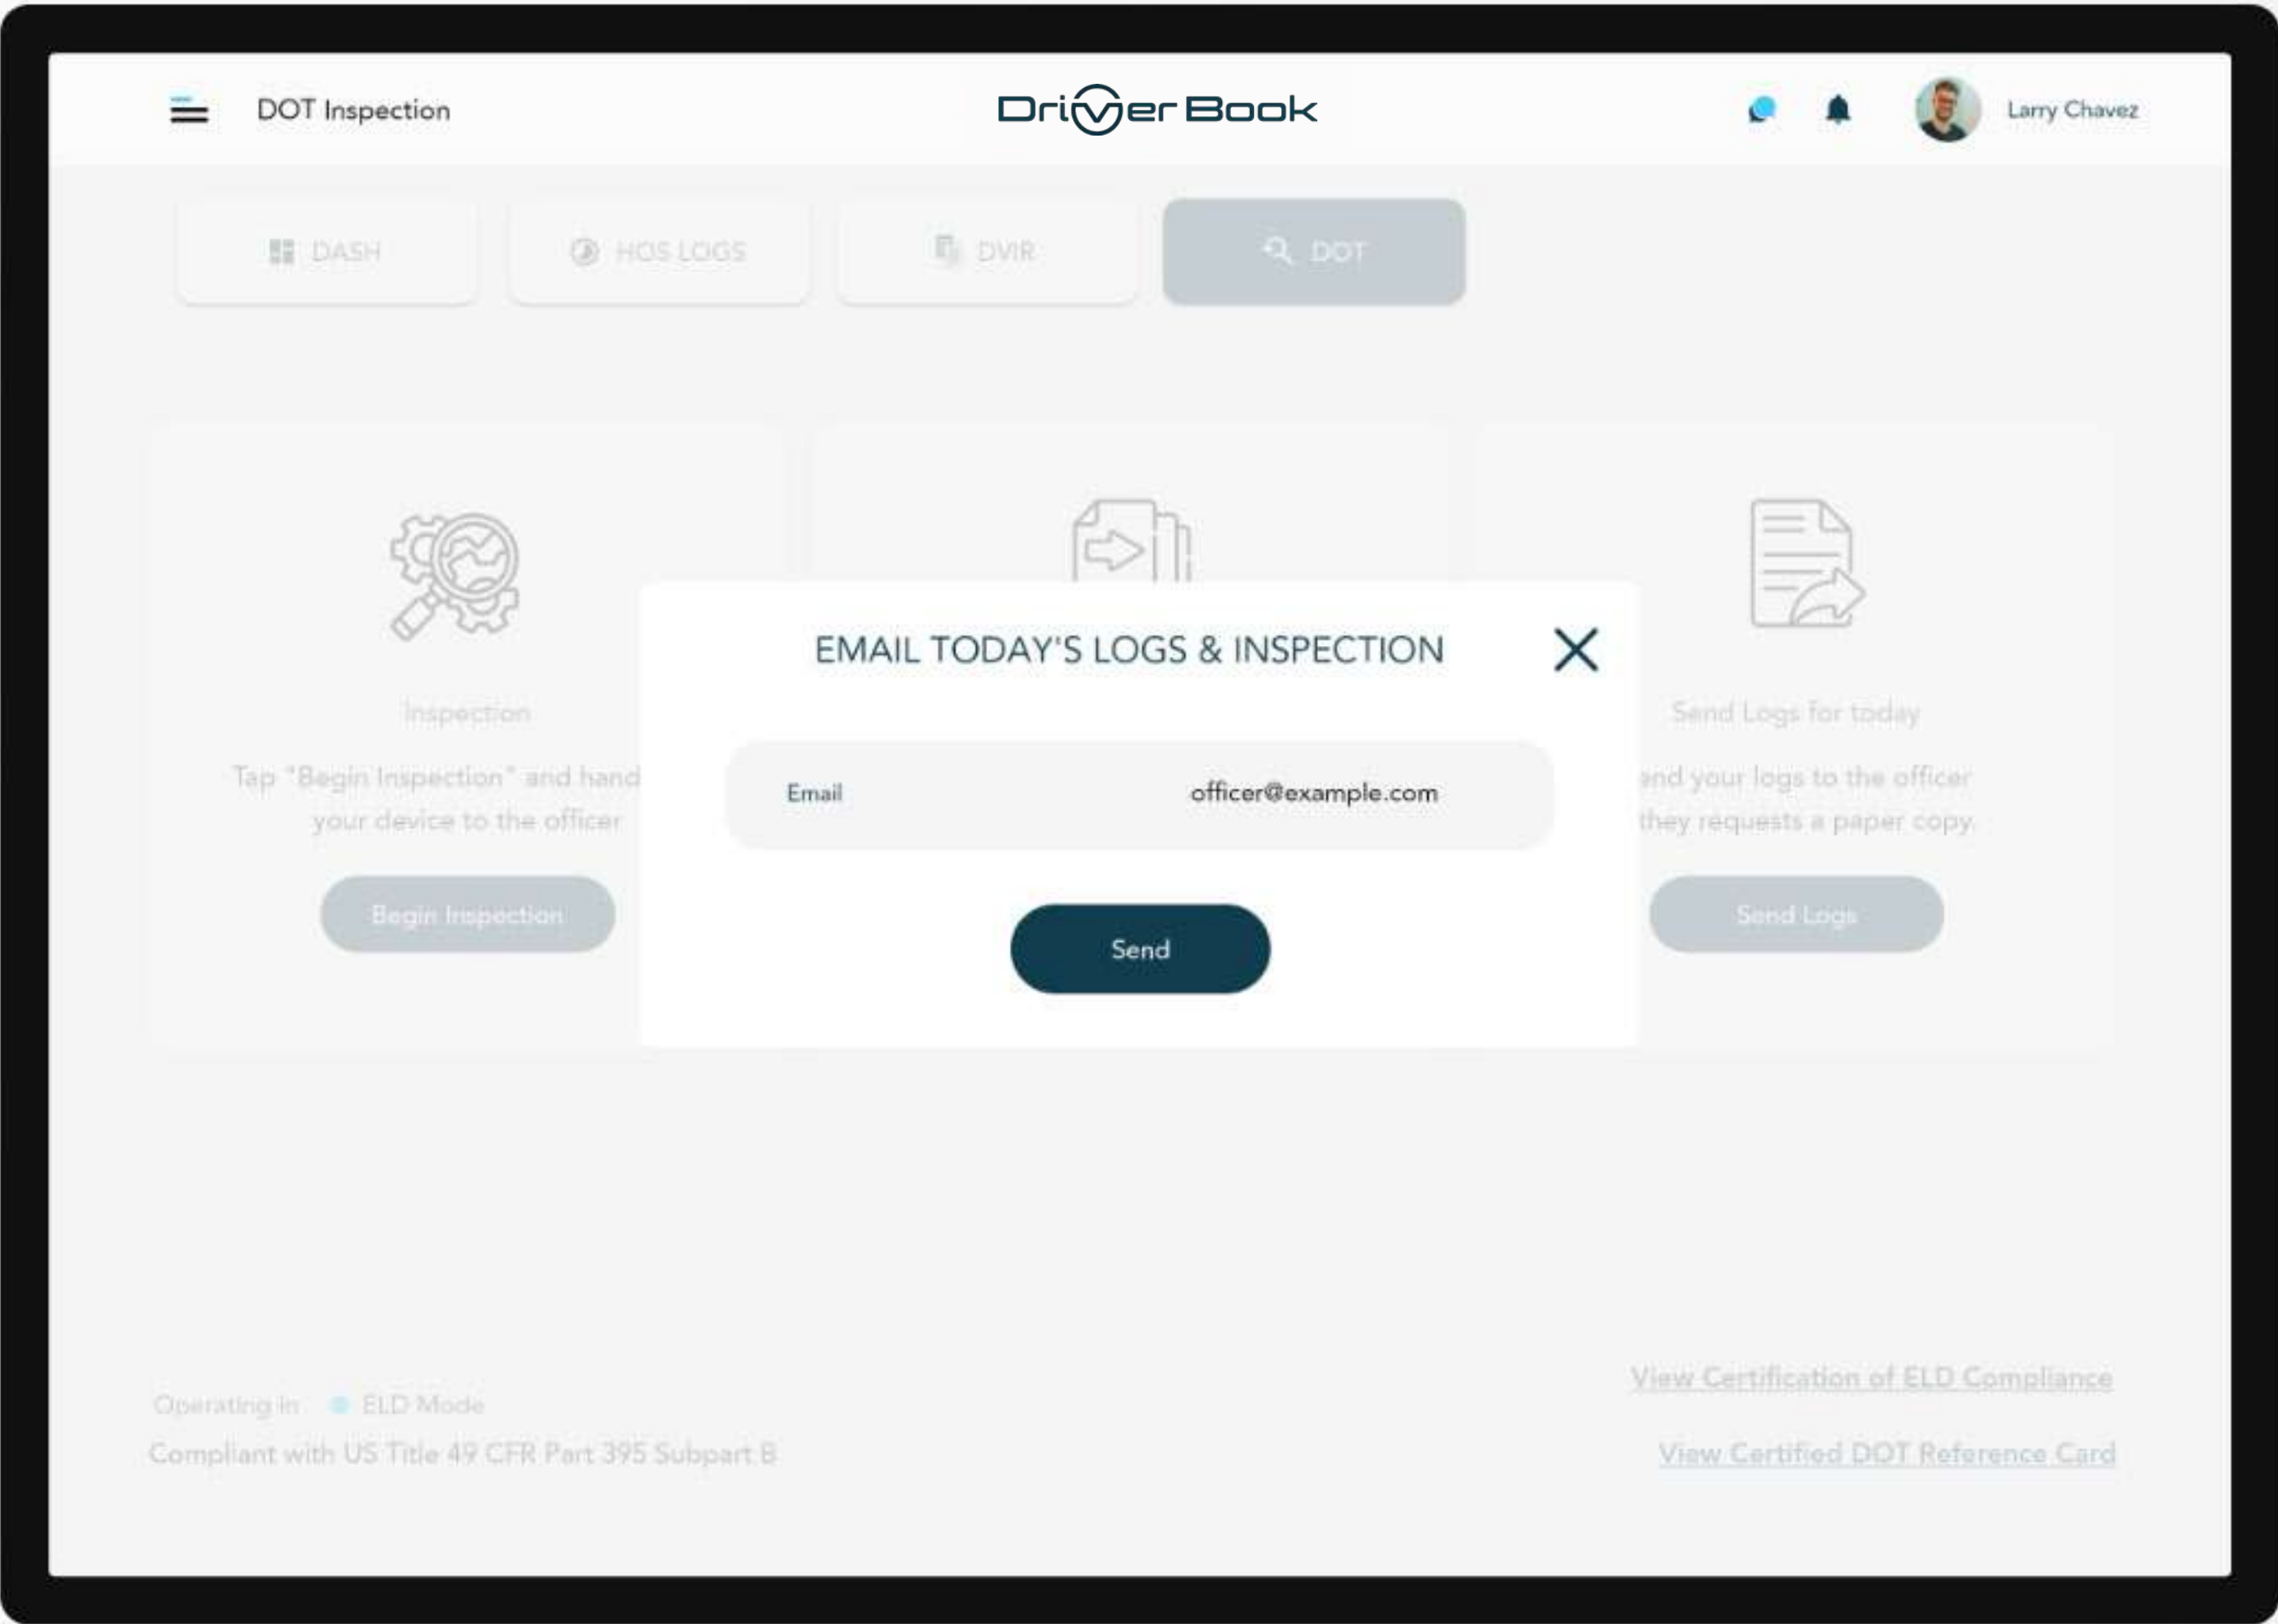 DOT Inspection
DriverBook
Larry Chavez
DASH
HOS LOGS
DVIR
DOT
EMAIL TODAY'S LOGS & INSPECTION
Email
officer@example.com
Send
Inspection
Tap "Begin Inspection" and hand
your device to the officer
Begin Inspection
Send Logs for today
end your logs to the officer
they requests a paper copy.
Send Logs
Operating in ELD Mode
Compliant with US Title 49 CFR Part 395 Subpart B
View Certification of ELD Compliance
View Certified DOT Reference Card